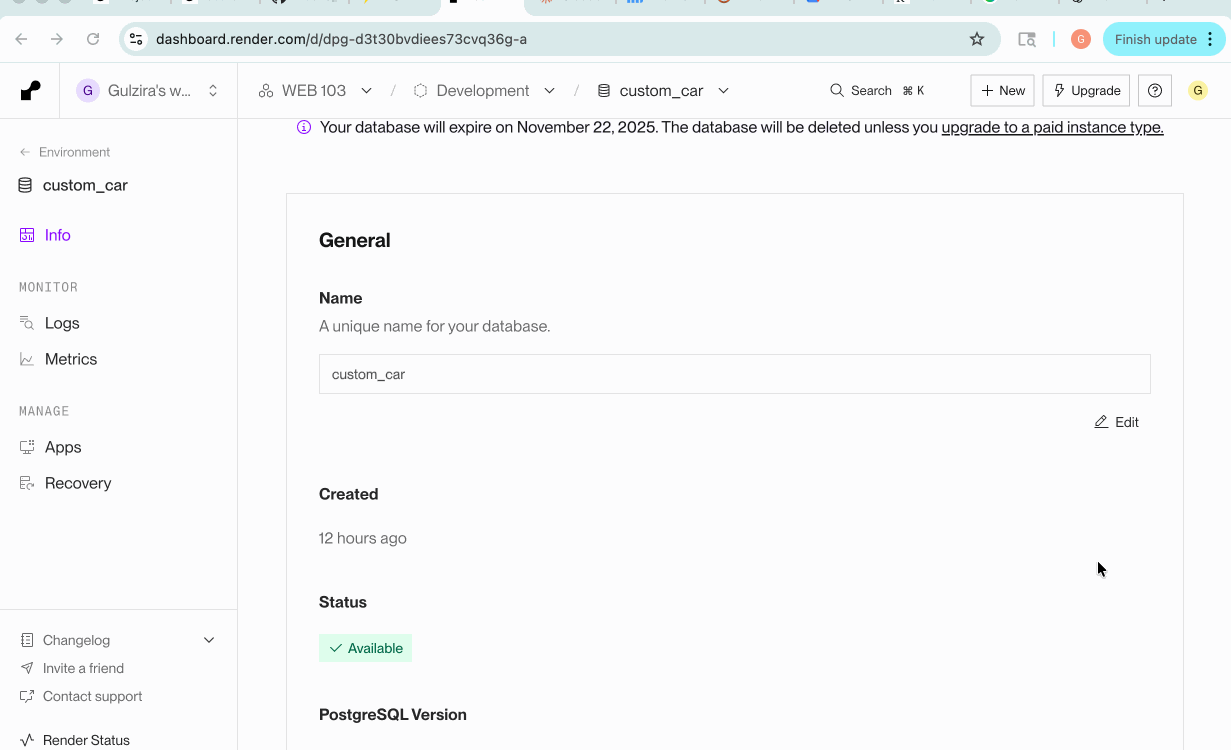 dashboard.render.com/d/dpg-d3t30bvdiees73cvq36g-a
G
Finish update
G Gulzira's w...
WEB 103 / Development / custom_car
Search ⌘ K
+ New
Upgrade
G
Your database will expire on November 22, 2025. The database will be deleted unless you upgrade to a paid instance type.
← Environment
custom_car
Info
MONITOR
Logs
Metrics
MANAGE
Apps
Recovery
Changelog
Invite a friend
Contact support
Render Status
General
Name
A unique name for your database.
custom_car
Edit
Created
12 hours ago
Status
Available
PostgreSQL Version